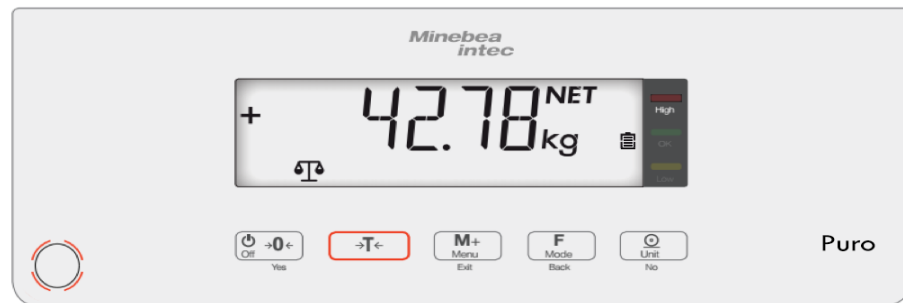 Minebea
intec
+ 42.78 NET
kg
High
OK
LOW
→0← →T← M+ F
Off Menu Mode Unit
Yes Exit Back No
Puro